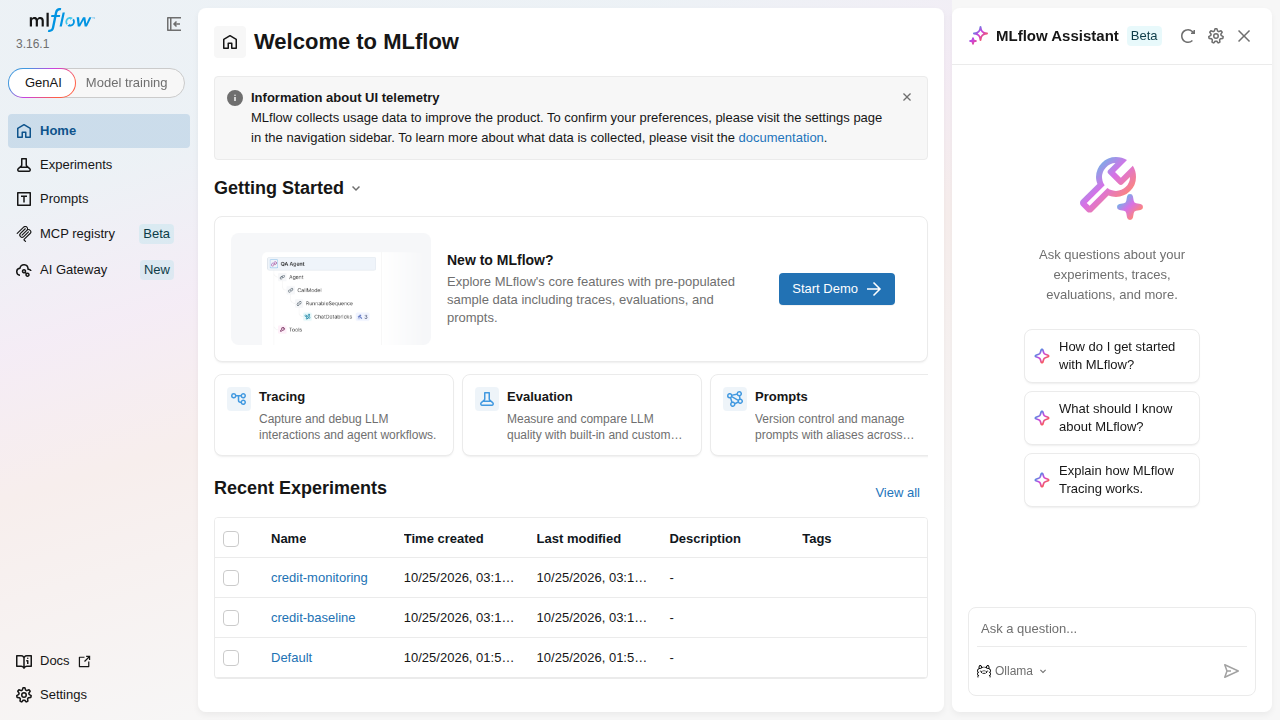 mlflow
3.16.1
GenAI
Model training
Home
Experiments
Prompts
MCP registry
Beta
AI Gateway
New
Docs
Settings
Welcome to MLflow
Information about UI telemetry
MLflow collects usage data to improve the product. To confirm your preferences, please visit the settings page
in the navigation sidebar. To learn more about what data is collected, please visit the documentation.
Getting Started
QA Agent
Agent
CallModel
RunnableSequence
ChatDatabricks
3
Tools
New to MLflow?
Explore MLflow's core features with pre-populated
sample data including traces, evaluations, and
prompts.
Start Demo
Tracing
Capture and debug LLM
interactions and agent workflows.
Evaluation
Measure and compare LLM
quality with built-in and custom…
Prompts
Version control and manage
prompts with aliases across…
Recent Experiments
View all
Name Time created Last modified Description Tags
credit-monitoring 10/25/2026, 03:1… 10/25/2026, 03:1… -
credit-baseline 10/25/2026, 03:1… 10/25/2026, 03:1… -
Default 10/25/2026, 01:5… 10/25/2026, 01:5… -
MLflow Assistant Beta
Ask questions about your
experiments, traces,
evaluations, and more.
How do I get started
with MLflow?
What should I know
about MLflow?
Explain how MLflow
Tracing works.
Ask a question...
Ollama